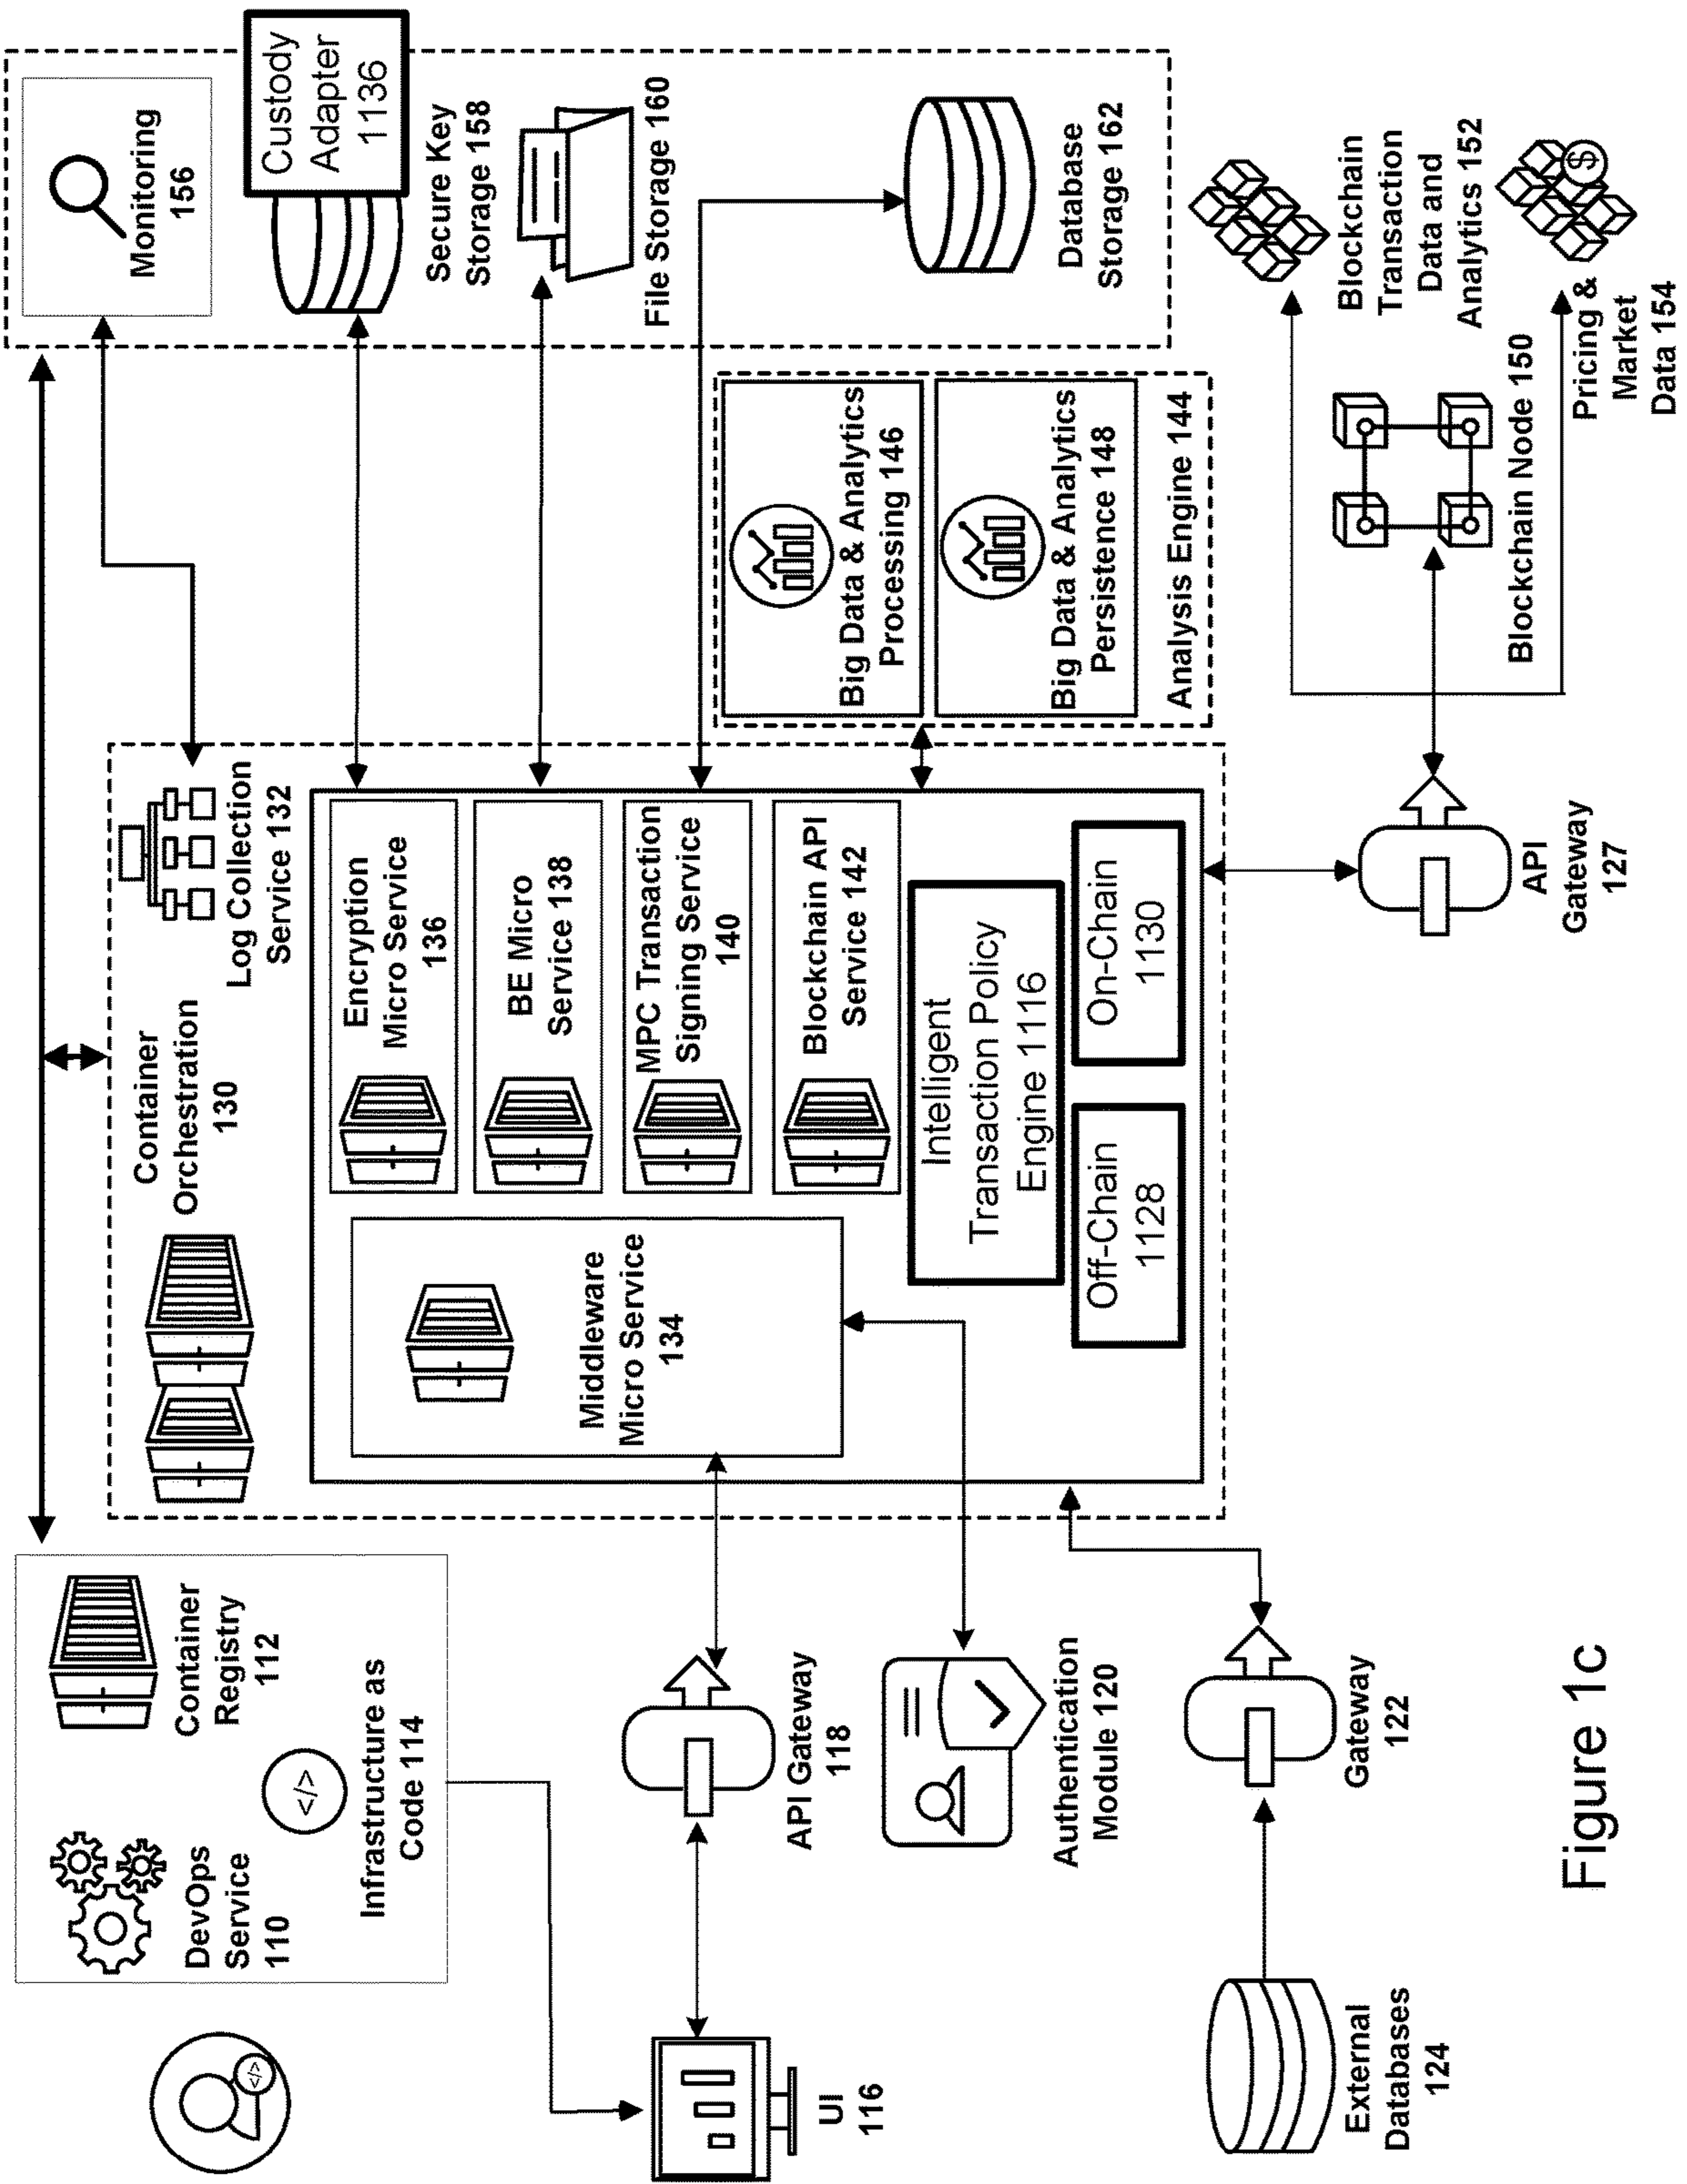 DevOps
Service
110
Container
Registry
112
Infrastructure as
Code 114
</>
</>
UI
116
API Gateway
118
Authentication
Module 120
External
Databases
124
Gateway
122
Container
Orchestration
130
Log Collection
Service 132
Middleware
Micro Service
134
Encryption
Micro Service
136
BE Micro
Service 138
MPC Transaction
Signing Service
140
Blockchain API
Service 142
Intelligent
Transaction Policy
Engine 1116
Off-Chain
1128
On-Chain
1130
API
Gateway
127
Monitoring
156
Custody
Adapter
1136
Secure Key
Storage 158
File Storage 160
Database
Storage 162
Big Data & Analytics
Processing 146
Big Data & Analytics
Persistence 148
Analysis Engine 144
Blockchain Node 150
Blockchain
Transaction
Data and
Analytics 152
$
Pricing &
Market
Data 154
Figure 1c